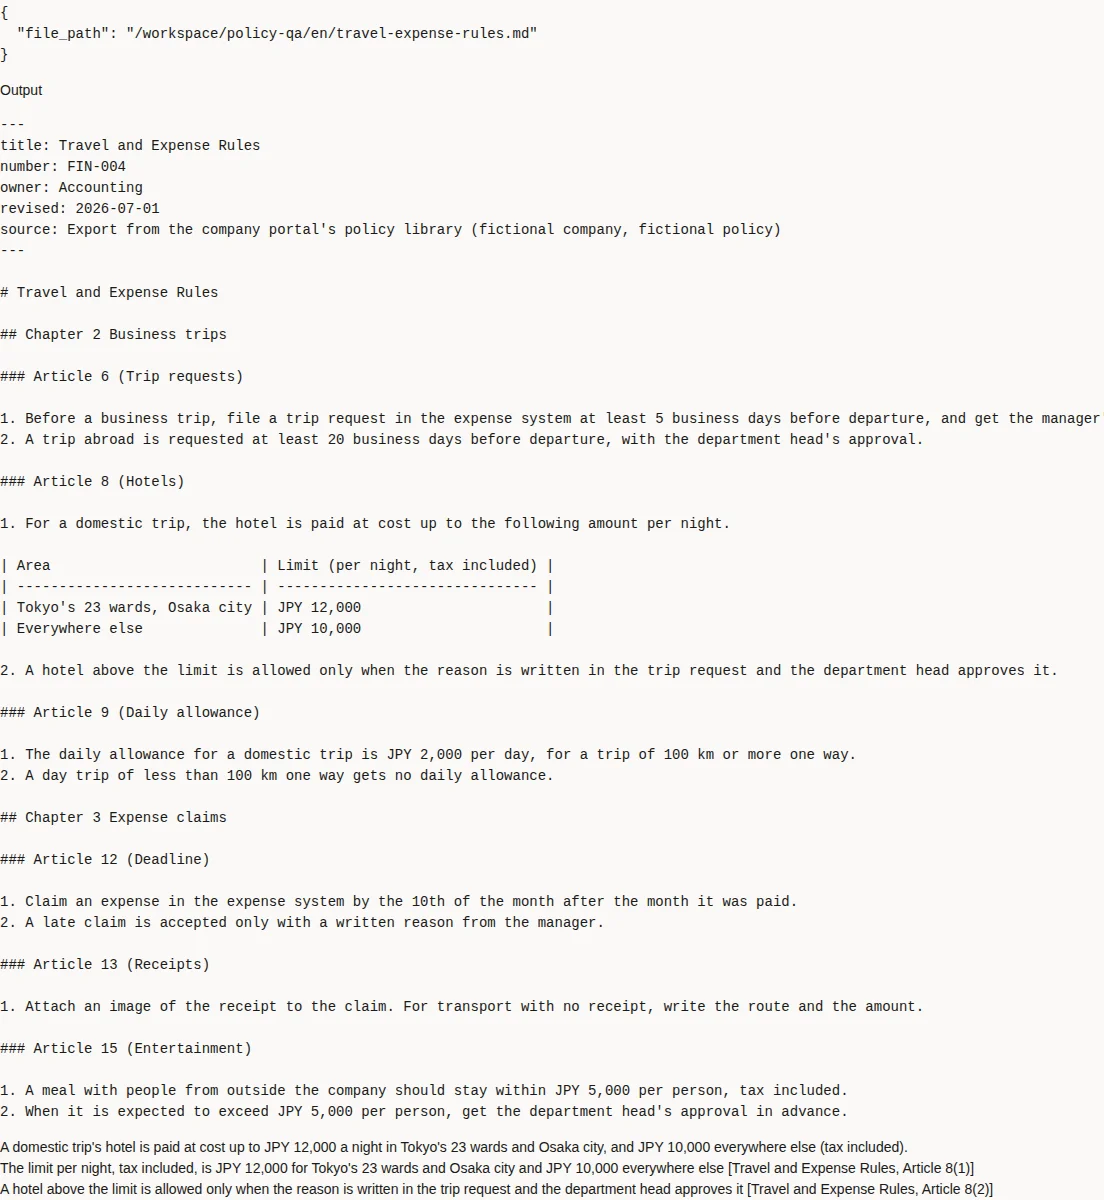 {
  "file_path": "/workspace/policy-qa/en/travel-expense-rules.md"
}
Output
---
title: Travel and Expense Rules
number: FIN-004
owner: Accounting
revised: 2026-07-01
source: Export from the company portal's policy library (fictional company, fictional policy)
---
# Travel and Expense Rules
## Chapter 2 Business trips
### Article 6 (Trip requests)
1. Before a business trip, file a trip request in the expense system at least 5 business days before departure, and get the manager'
2. A trip abroad is requested at least 20 business days before departure, with the department head's approval.
### Article 8 (Hotels)
1. For a domestic trip, the hotel is paid at cost up to the following amount per night.
| Area                         | Limit (per night, tax included) |
| ---------------------------- | ------------------------------- |
| Tokyo's 23 wards, Osaka city | JPY 12,000                      |
| Everywhere else              | JPY 10,000                      |
2. A hotel above the limit is allowed only when the reason is written in the trip request and the department head approves it.
### Article 9 (Daily allowance)
1. The daily allowance for a domestic trip is JPY 2,000 per day, for a trip of 100 km or more one way.
2. A day trip of less than 100 km one way gets no daily allowance.
## Chapter 3 Expense claims
### Article 12 (Deadline)
1. Claim an expense in the expense system by the 10th of the month after the month it was paid.
2. A late claim is accepted only with a written reason from the manager.
### Article 13 (Receipts)
1. Attach an image of the receipt to the claim. For transport with no receipt, write the route and the amount.
### Article 15 (Entertainment)
1. A meal with people from outside the company should stay within JPY 5,000 per person, tax included.
2. When it is expected to exceed JPY 5,000 per person, get the department head's approval in advance.
A domestic trip's hotel is paid at cost up to JPY 12,000 a night in Tokyo's 23 wards and Osaka city, and JPY 10,000 everywhere else (tax included).
The limit per night, tax included, is JPY 12,000 for Tokyo's 23 wards and Osaka city and JPY 10,000 everywhere else [Travel and Expense Rules, Article 8(1)]
A hotel above the limit is allowed only when the reason is written in the trip request and the department head approves it [Travel and Expense Rules, Article 8(2)]